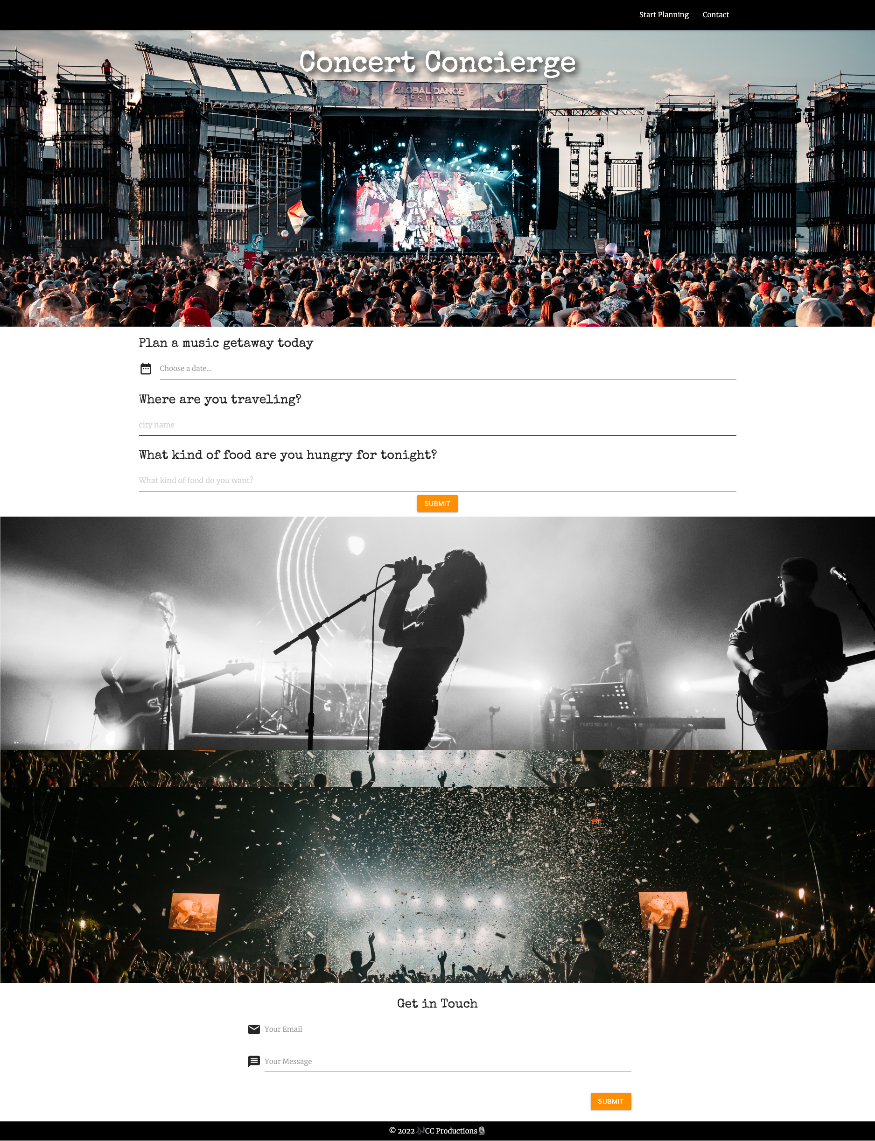 Start Planning Contact
Concert Concierge
GLOBAL DANCE
FESTIVAL
Plan a music getaway today
Choose a date...
Where are you traveling?
city name
What kind of food are you hungry for tonight?
What kind of food do you want?
SUBMIT
Get in Touch
Your Email
Your Message
SUBMIT
© 2022 🎶CC Productions